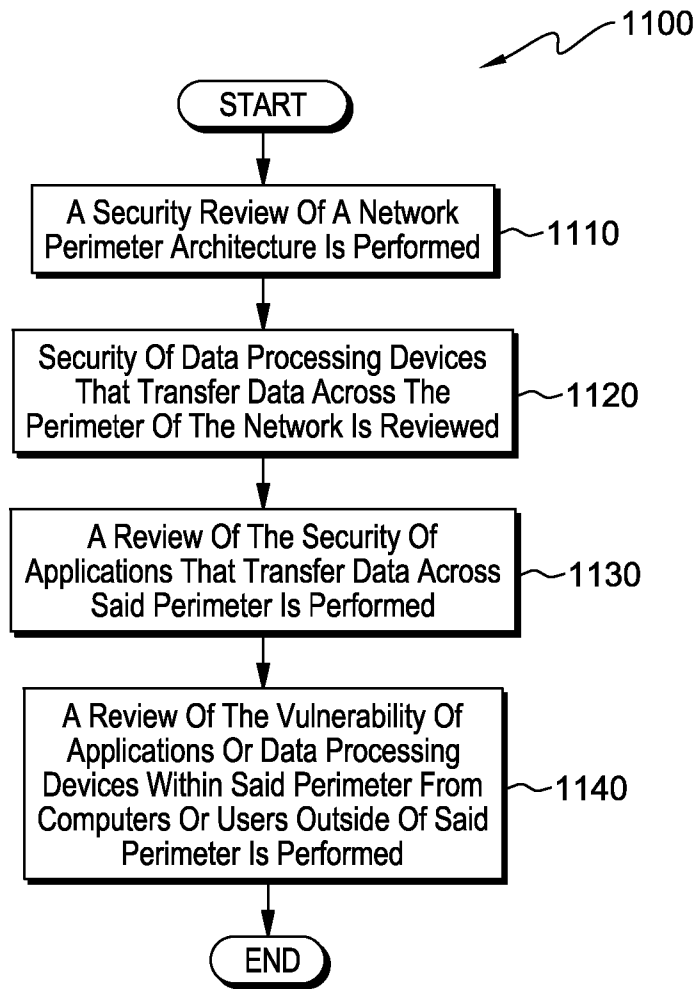 1100
START
A Security Review Of A Network
Perimeter Architecture Is Performed
1110
Security Of Data Processing Devices
That Transfer Data Across The
Perimeter Of The Network Is Reviewed
1120
A Review Of The Security Of
Applications That Transfer Data Across
Said Perimeter Is Performed
1130
A Review Of The Vulnerability Of
Applications Or Data Processing
Devices Within Said Perimeter From
Computers Or Users Outside Of Said
Perimeter Is Performed
1140
END